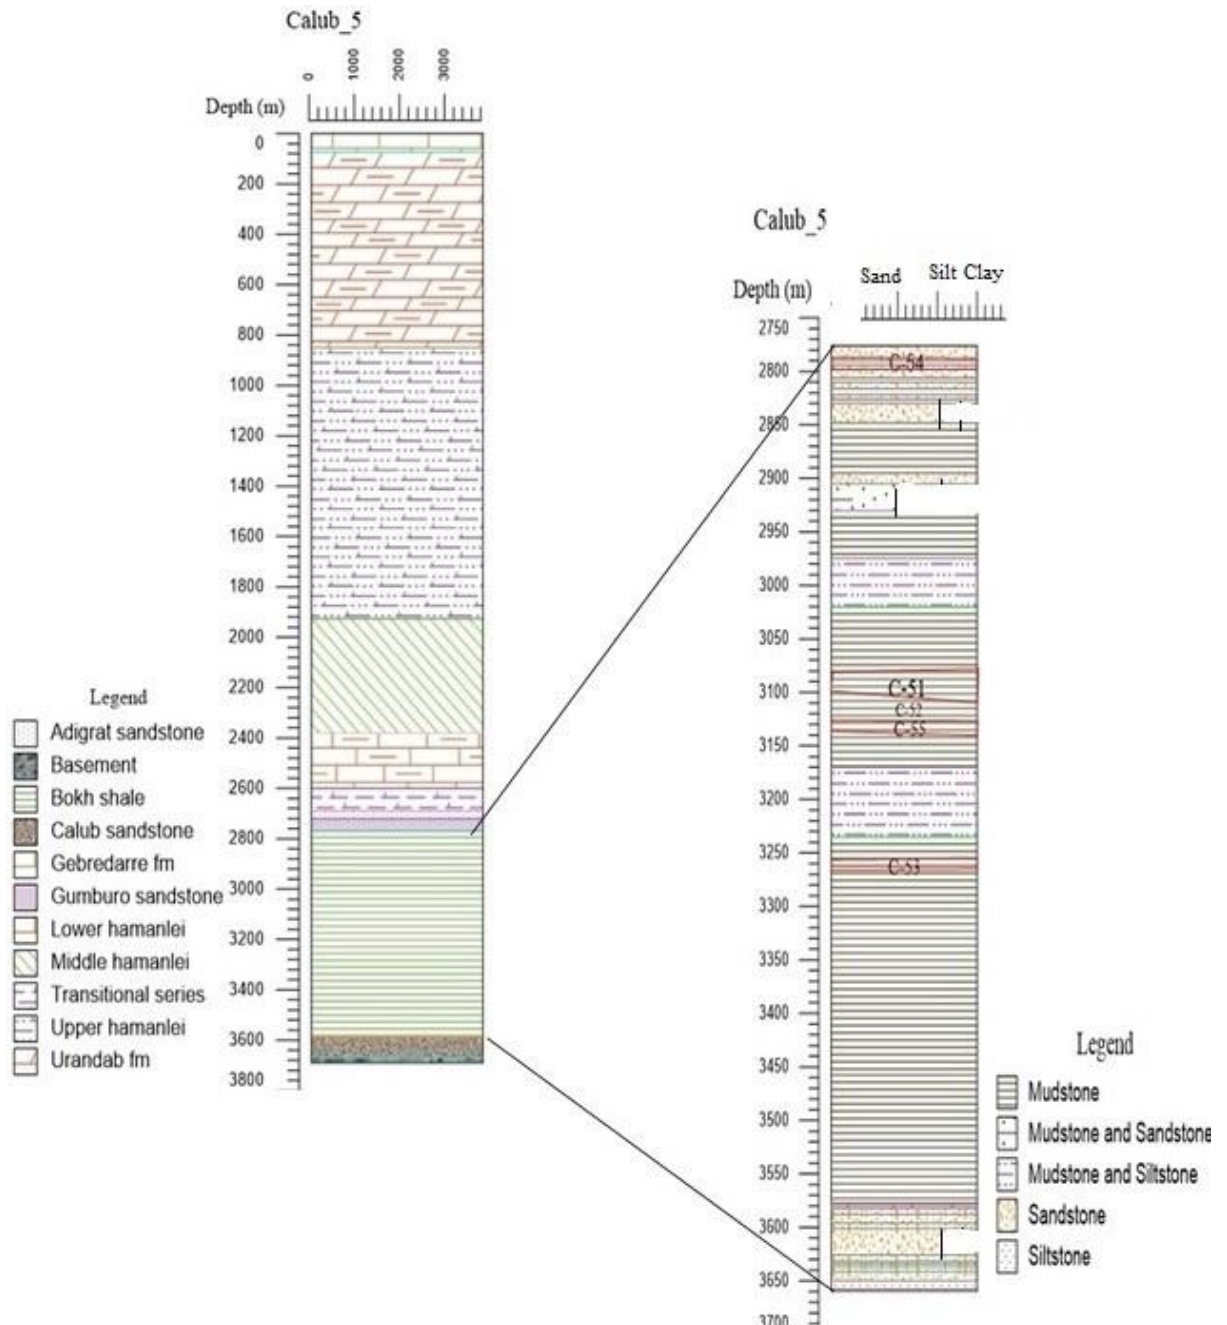 Calub_5
0
1000
2000
3000
Depth (m)
0
200
400
600
800
1000
1200
1400
1600
1800
2000
2200
2400
2600
2800
3000
3200
3400
3600
3800
Legend
Adigrat sandstone
Basement
Bokh shale
Calub sandstone
Gebredarre fm
Gumburo sandstone
Lower hamanlei
Middle hamanlei
Transitional series
Upper hamanlei
Urandab fm
Calub_5
Sand Silt Clay
Depth (m)
2750
2800
2850
2900
2950
3000
3050
3100
3150
3200
3250
3300
3350
3400
3450
3500
3550
3600
3650
3700
C-54
C-51
C-52
C-55
C-53
Legend
Mudstone
Mudstone and Sandstone
Mudstone and Siltstone
Sandstone
Siltstone